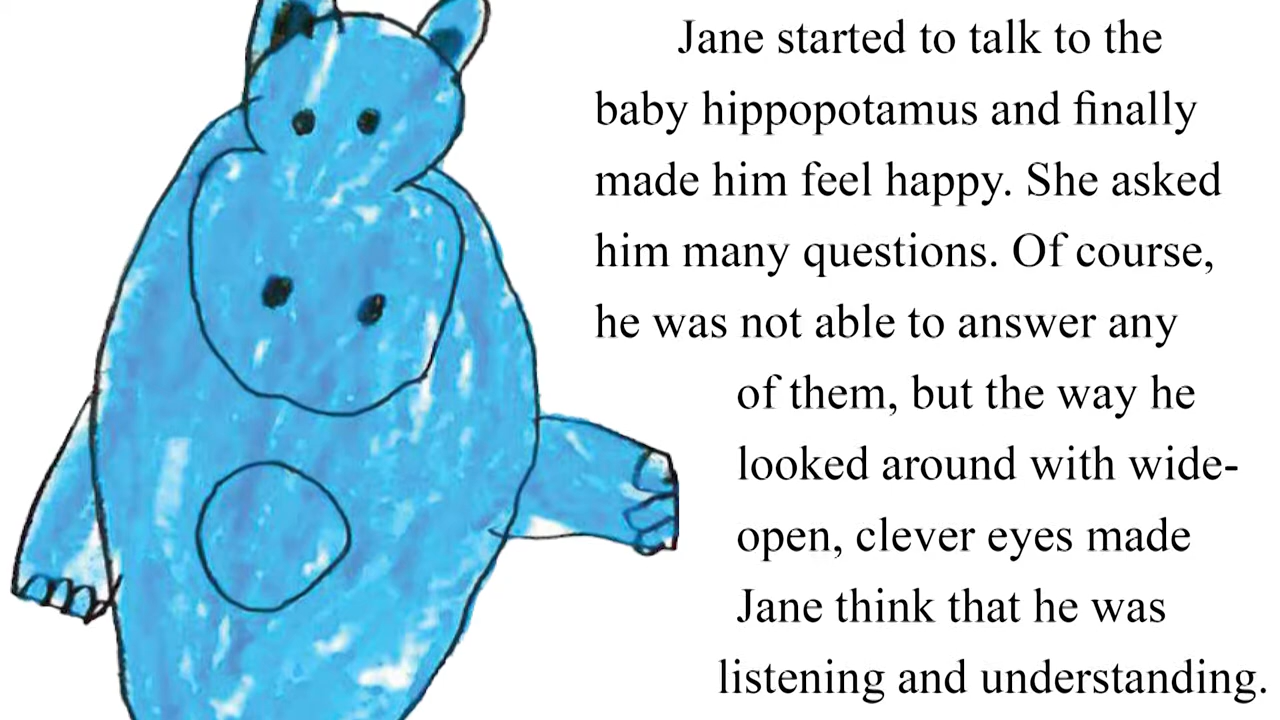 Jane started to talk to the
baby hippopotamus and finally
made him feel happy. She asked
him many questions. Of course,
he was not able to answer any
of them, but the way he
looked around with wide-
open, clever eyes made
Jane think that he was
listening and understanding.